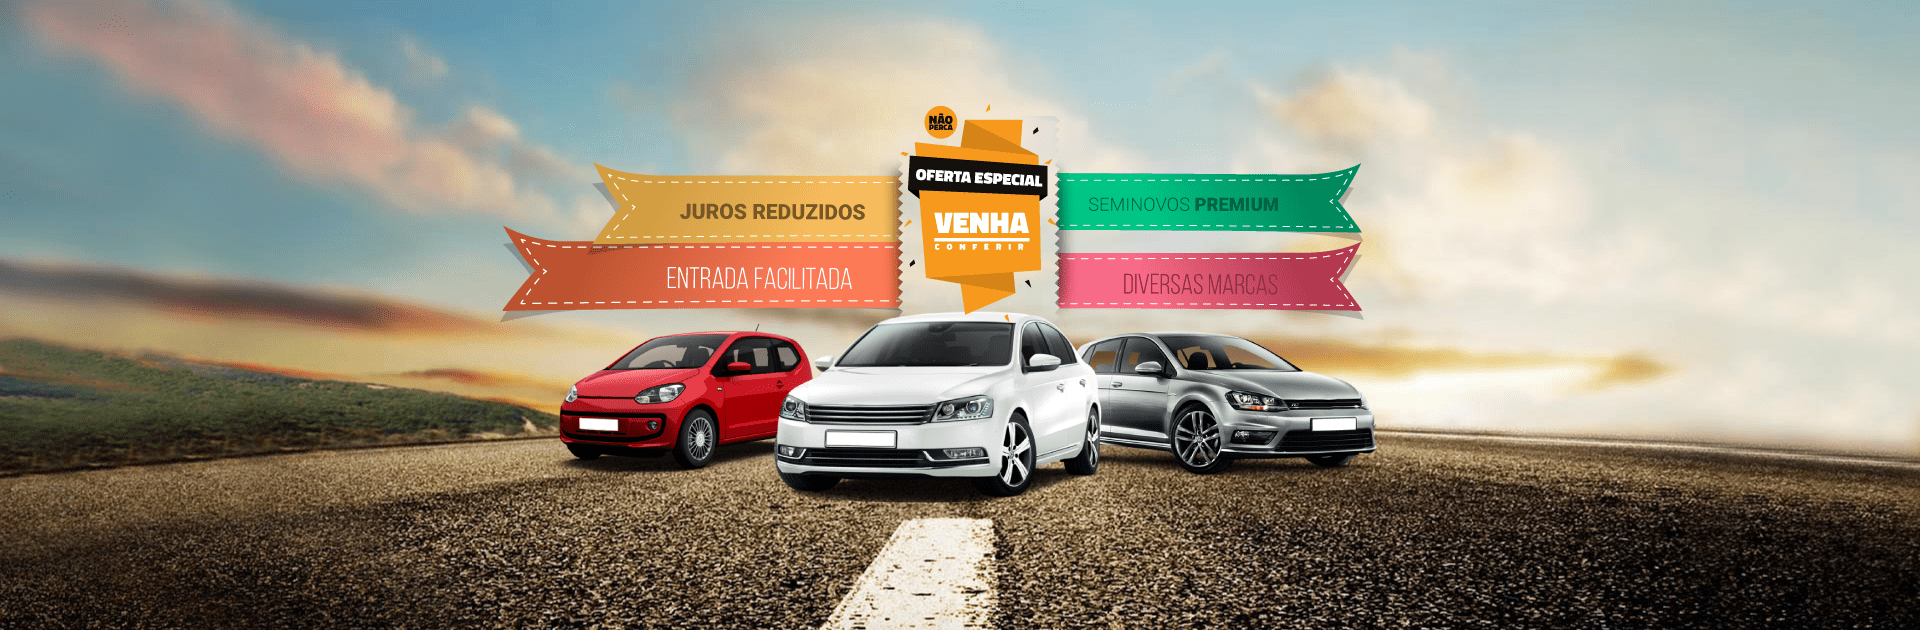 NÃO
PERCA
OFERTA ESPECIAL
VENHA
CONFERIR
JUROS REDUZIDOS
ENTRADA FACILITADA
SEMINOVOS PREMIUM
DIVERSAS MARCAS